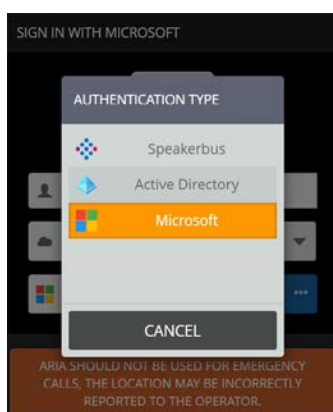 SIGN IN WITH MICROSOFT
AUTHENTICATION TYPE
Speakerbus
Active Directory
Microsoft
CANCEL
ARIA SHOULD NOT BE USED FOR EMERGENCY
CALLS, THE LOCATION MAY BE INCORRECTLY
REPORTED TO THE OPERATOR.